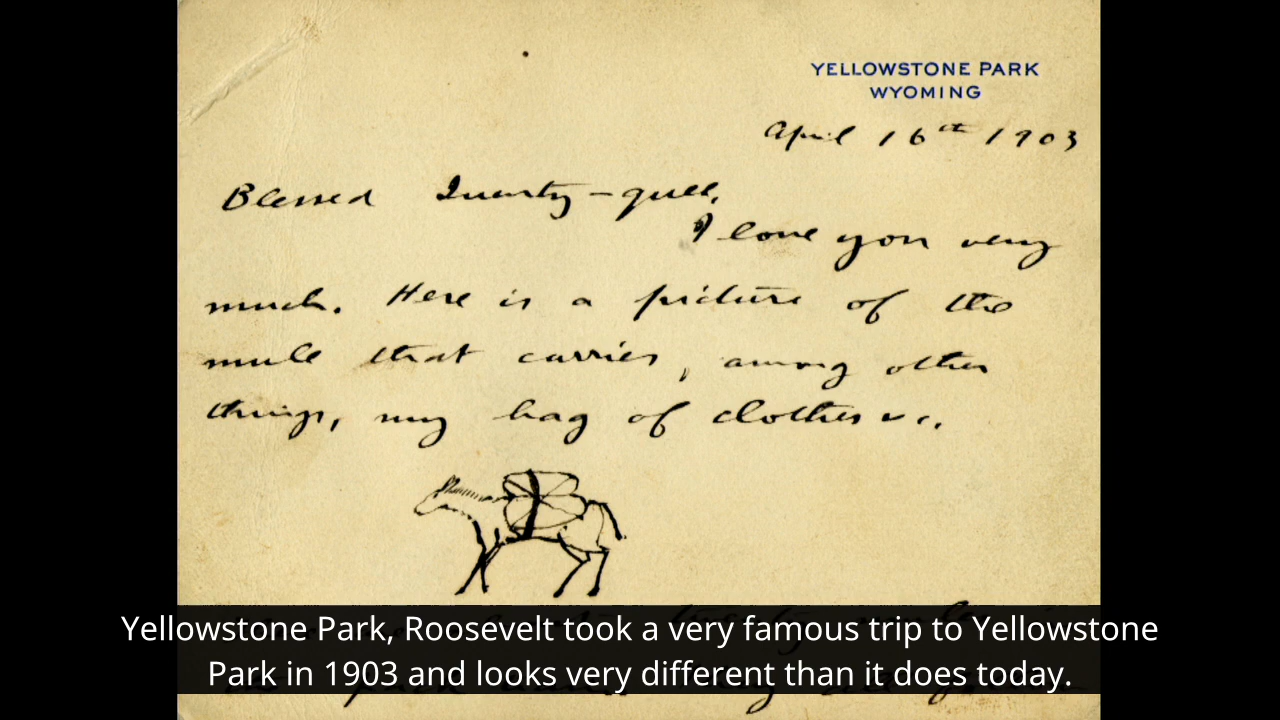 YELLOWSTONE PARK
WYOMING
April 16th 1903
Blessed Quenty-quee,
I love you very
much. Here is a picture of the
mule that carries, among other
things, my bag of clothes
Yellowstone Park, Roosevelt took a very famous trip to Yellowstone
Park in 1903 and looks very different than it does today.